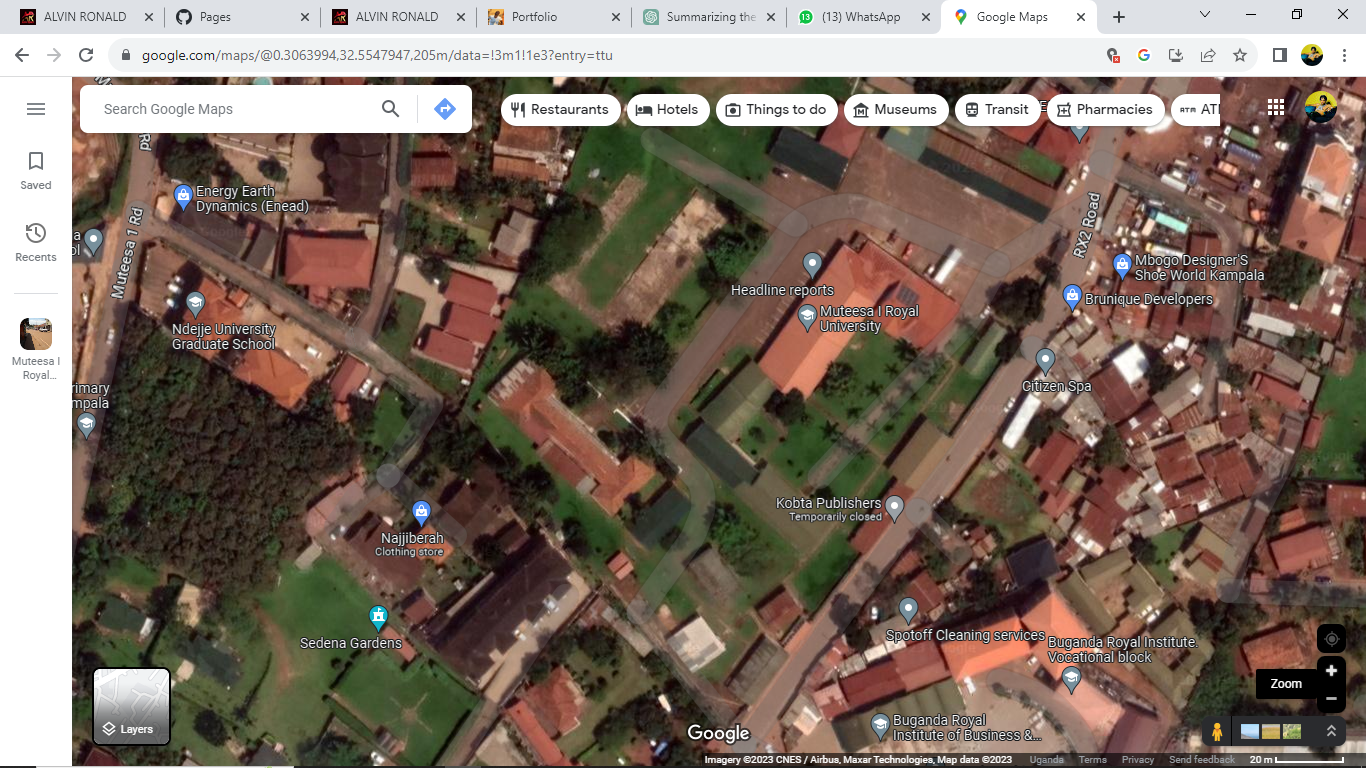 ALVIN RONALD
Pages
ALVIN RONALD
Portfolio
Summarizing the
(13) WhatsApp
Google Maps
google.com/maps/@0.3063994,32.5547947,205m/data=!3m1!1e3?entry=ttu
Search Google Maps
Restaurants
Hotels
Things to do
Museums
Transit
Pharmacies
ATM
Saved
Recents
Muteesa I
Royal...
Rd
Energy Earth
Dynamics (Enead)
Muteesa 1 Rd
RX2 Road
Mbogo Designer'S
Shoe World Kampala
Headline reports
Brunique Developers
Muteesa I Royal
University
Ndejje University
Graduate School
Citizen Spa
rimary
mpala
Kobta Publishers
Temporarily closed
Najjiberah
Clothing store
Sedena Gardens
Spotoff Cleaning services
Buganda Royal Institute.
Vocational block
Zoom
Layers
Google
Buganda Royal
Institute of Business &...
Imagery ©2023 CNES / Airbus, Maxar Technologies, Map data ©2023
Uganda
Terms
Privacy
Send feedback
20 m